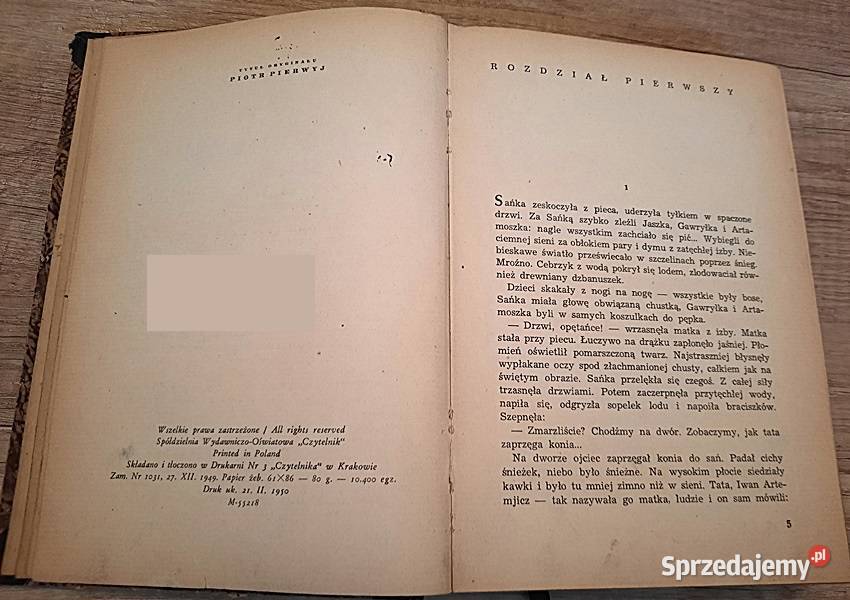 TYTUŁ ORYGINAŁU
PIOTR PIERWYJ
Wszelkie prawa zastrzeżone / All rights reserved
Spółdzielnia Wydawniczo-Oświatowa „Czytelnik"
Printed in Poland
Składano i tłoczono w Drukarni Nr 3 „Czytelnika" w Krakowie
Zam. Nr 1031, 27. XII. 1949. Papier żeb. 61×86 — 80 g. — 10.400 egz.
Druk uk. 21. II. 1950
M-55218
ROZDZIAŁ PIERWSZY
1
Sańka zeskoczyła z pieca, uderzyła tyłkiem w spaczone
drzwi. Za Sańką szybko zleźli Jaszka, Gawryłka i Arta-
moszka: nagle wszystkim zachciało się pić... Wybiegli do
ciemnej sieni za obłokiem pary i dymu z zatęchłej izby. Nie-
bieskawe światło przeświecało w szczelinach poprzez śnieg.
Mroźno. Cebrzyk z wodą pokrył się lodem, zlodowaciał rów-
nież drewniany dzbanuszek.
Dzieci skakały z nogi na nogę — wszystkie były bose,
Sańka miała głowę obwiązaną chustką, Gawryłka i Arta-
moszka byli w samych koszulkach do pępka.
— Drzwi, opętańce! — wrzasnęła matka z izby. Matka
stała przy piecu. Łuczywo na drążku zapłonęło jaśniej. Pło-
mień oświetlił pomarszczoną twarz. Najstraszniej błysnęły
wypłakane oczy spod złachmanionej chusty, całkiem jak na
świętym obrazie. Sańka przelękła się czegoś. Z całej siły
trzasnęła drzwiami. Potem zaczerpnęła przytęchłej wody,
napiła się, odgryzła sopelek lodu i napoiła braciszków.
Szepnęła:
— Zmarzliście? Chodźmy na dwór. Zobaczymy, jak tata
zaprzęga konia...
Na dworze ojciec zaprzęgał konia do sań. Padał cichy
śnieżek, niebo było śnieżne. Na wysokim płocie siedziały
kawki i było tu mniej zimno niż w sieni. Tata, Iwan Arte-
mjicz — tak nazywała go matka, ludzie i on sam mówili:
5
Sprzedajemy.pl